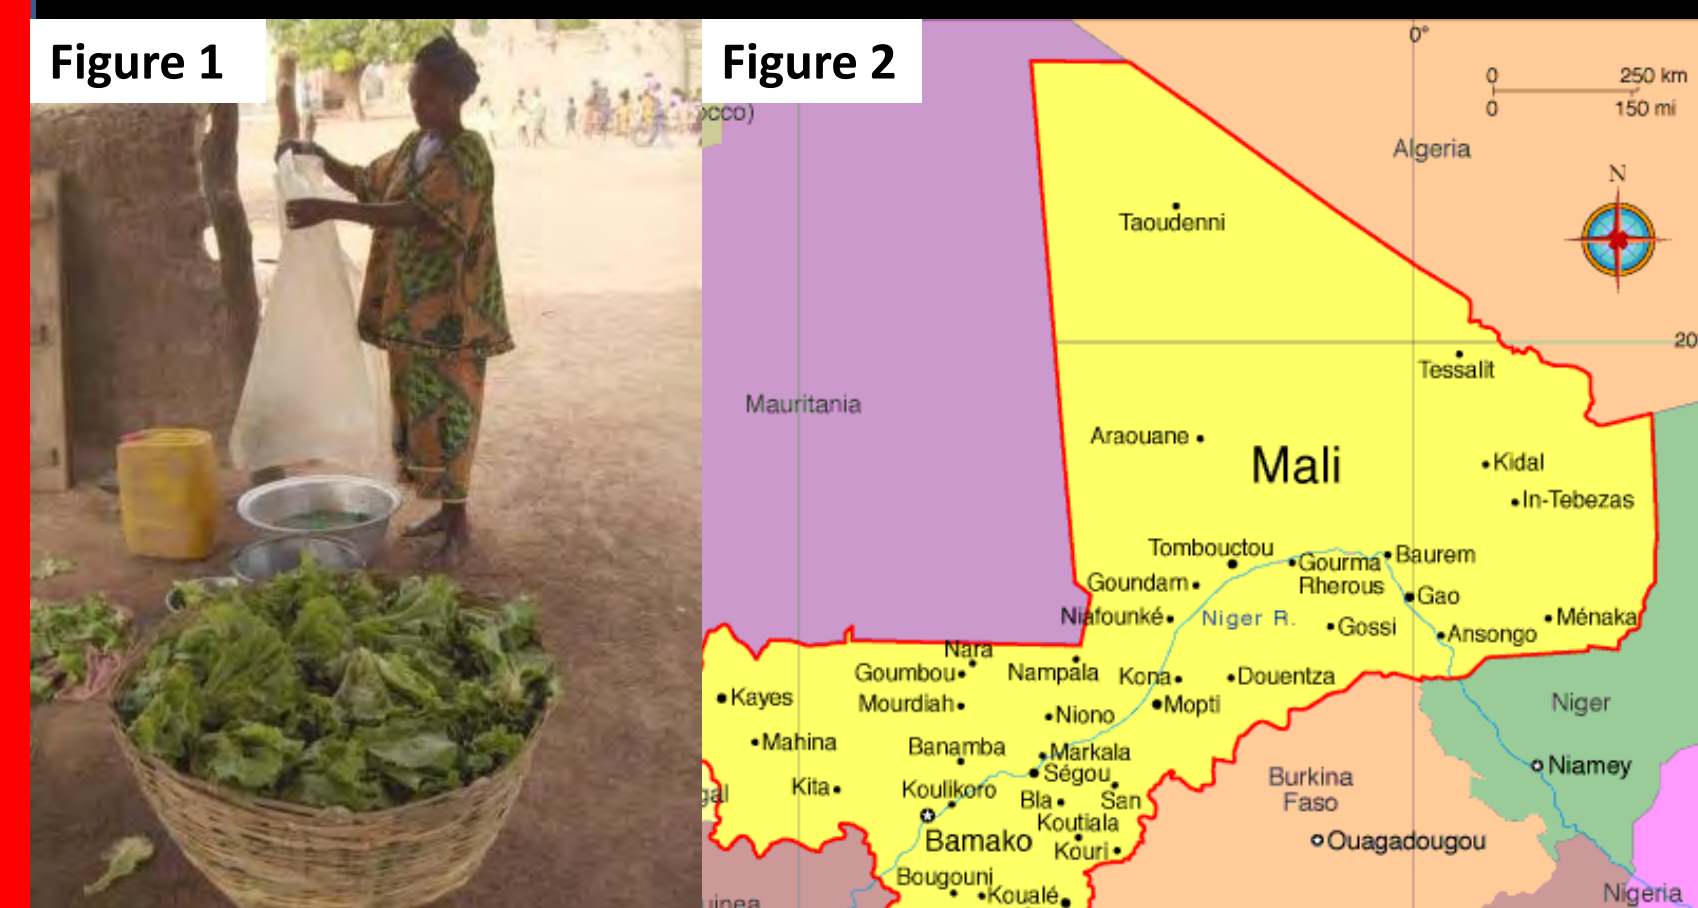 Figure 1
Figure 2
0°
0 250 km
0 150 mi
occo)
Algeria
N
Taoudenni
20
Tessalit
Mauritania
Araouane
Mali
Kidal
In-Tebezas
Tombouctou
Baurem
Gourma
Rherous
Goundam
Gao
Niafounké
Niger R.
Gossi
Ménaka
Ansongo
Nara
Goumbou
Nampala
Kona
Douentza
Kayes
Mourdiah
Niono
Mopti
Niger
Mahina
Banamba
Markala
Ségou
Niamey
Kita
Koulikoro
Bla
San
Burkina
Faso
gal
Koutiala
Bamako
Kouri
Ouagadougou
Bougouni
Koualé
Nigeria
uinea